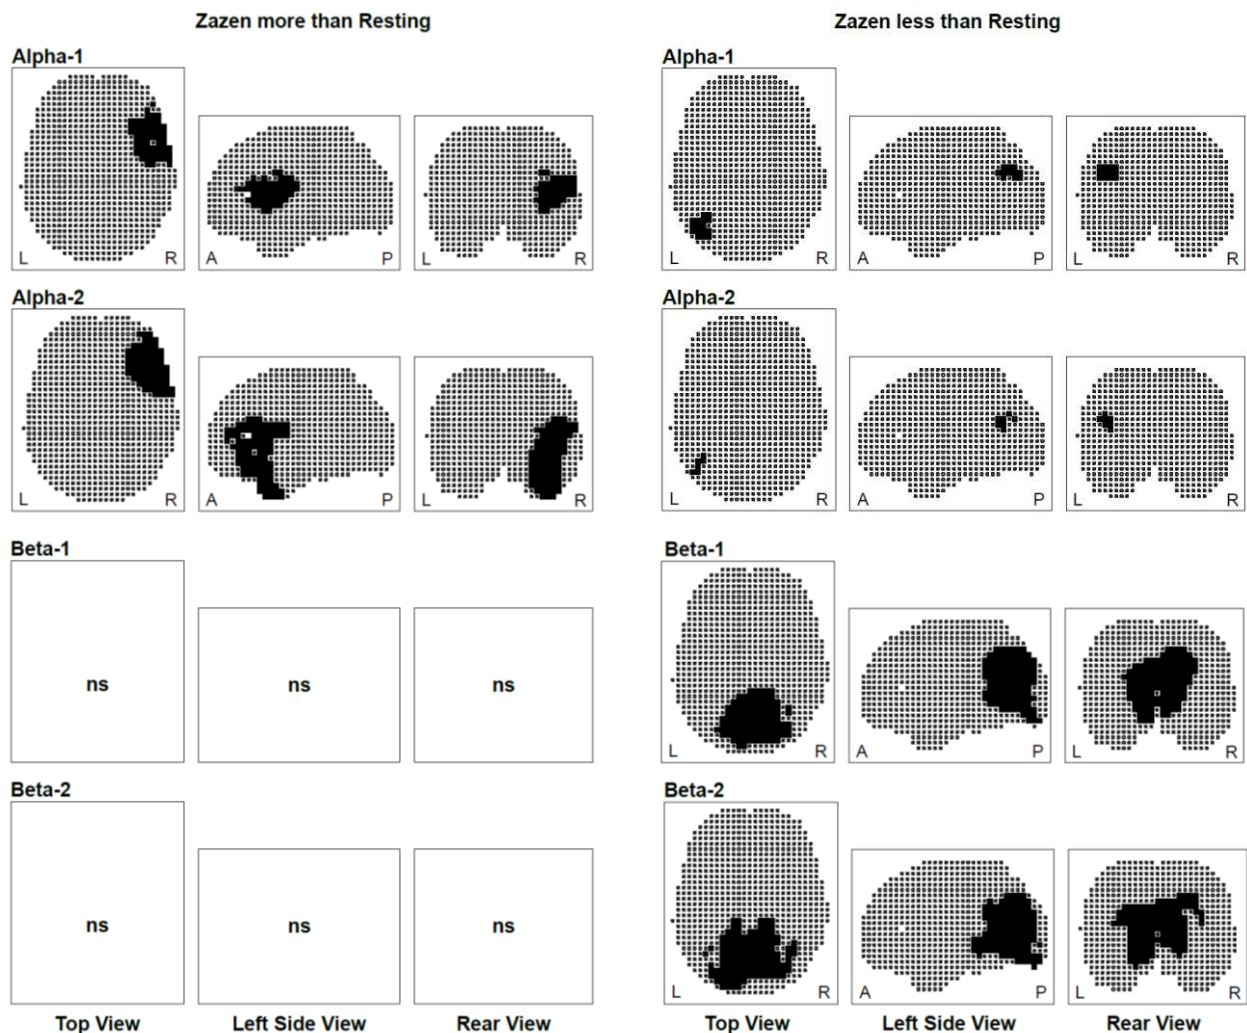 Zazen more than Resting
Zazen less than Resting
Alpha-1
L R
A P
L R
Alpha-1
L R
A P
L R
Alpha-2
L R
A P
L R
Alpha-2
L R
A P
L R
Beta-1
ns
ns
ns
Beta-1
L R
A P
L R
Beta-2
ns
ns
ns
Beta-2
L R
A P
L R
Top View
Left Side View
Rear View
Top View
Left Side View
Rear View